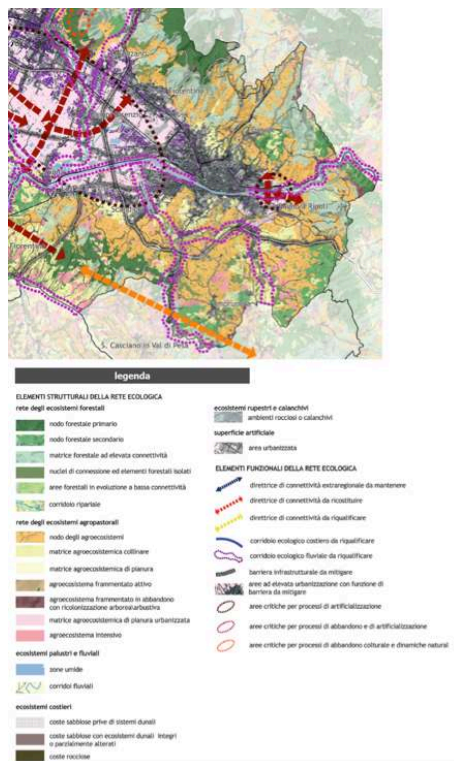 Fiorentino
Fiorentino
S. Casciano in Val di Pesa
legenda
ELEMENTI STRUTTURALI DELLA RETE ECOLOGICA
rete degli ecosistemi forestali
nodo forestale primario
nodo forestale secondario
matrice forestale ad elevata connettività
nuclei di connessione ed elementi forestali isolati
aree forestali in evoluzione a bassa connettività
corridoio ripariale
rete degli ecosistemi agropastorali
nodo degli agroecosistemi
matrice agroecosistemica collinare
matrice agroecosistemica di pianura
agroecosistema frammentato attivo
agroecosistema frammentato in abbandono
con ricolonizzazione arborea/arbustiva
matrice agroecosistemica di pianura urbanizzata
agroecosistema intensivo
ecosistemi palustri e fluviali
zone umide
corridoi fluviali
ecosistemi costieri
coste sabbiose prive di sistemi dunali
coste sabbiose con ecosistemi dunali integri
o parzialmente alterati
coste rocciose
ecosistemi rupestri e calanchivi
ambienti rocciosi o calanchivi
superficie artificiale
area urbanizzata
ELEMENTI FUNZIONALI DELLA RETE ECOLOGICA
direttrice di connettività extraregionale da mantenere
direttrice di connettività da ricostituire
direttrice di connettività da riqualificare
corridoio ecologico costiero da riqualificare
corridoio ecologico fluviale da riqualificare
barriera infrastrutturale da mitigare
aree ad elevata urbanizzazione con funzione di
barriera da mitigare
aree critiche per processi di artificializzazione
aree critiche per processi di abbandono e di artificializzazione
aree critiche per processi di abbandono colturale e dinamiche natural